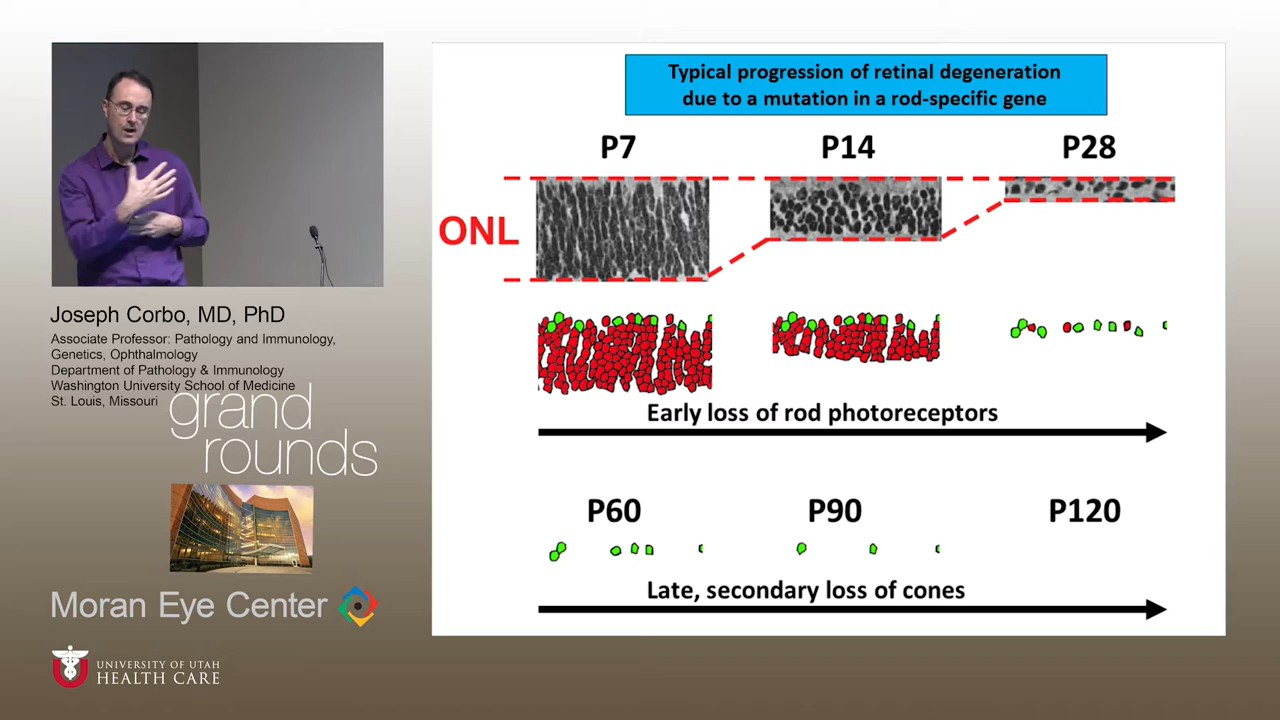 Typical progression of retinal degeneration
due to a mutation in a rod-specific gene
P7
P14
P28
ONL
Early loss of rod photoreceptors
P60
P90
P120
Late, secondary loss of cones
Joseph Corbo, MD, PhD
Associate Professor: Pathology and Immunology,
Genetics, Ophthalmology
Department of Pathology & Immunology
Washington University School of Medicine
St. Louis, Missouri
grand
rounds
Moran Eye Center
U
UNIVERSITY OF UTAH
HEALTH CARE